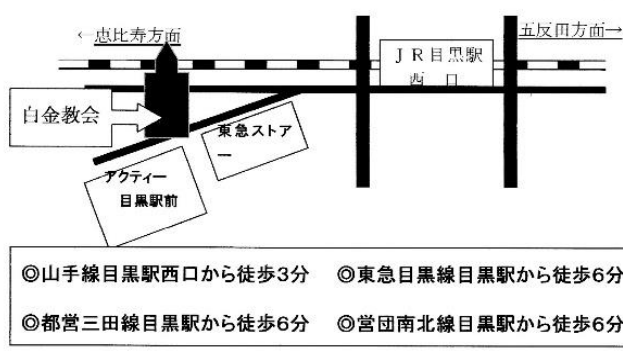 ←恵比寿方面
五反田方面→
JR目黒駅
西口
白金教会
東急ストア
ー
アクティー
目黒駅前
◎山手線目黒駅西口から徒歩3分 ◎東急目黒線目黒駅から徒歩6分
◎都営三田線目黒駅から徒歩6分 ◎営団南北線目黒駅から徒歩6分